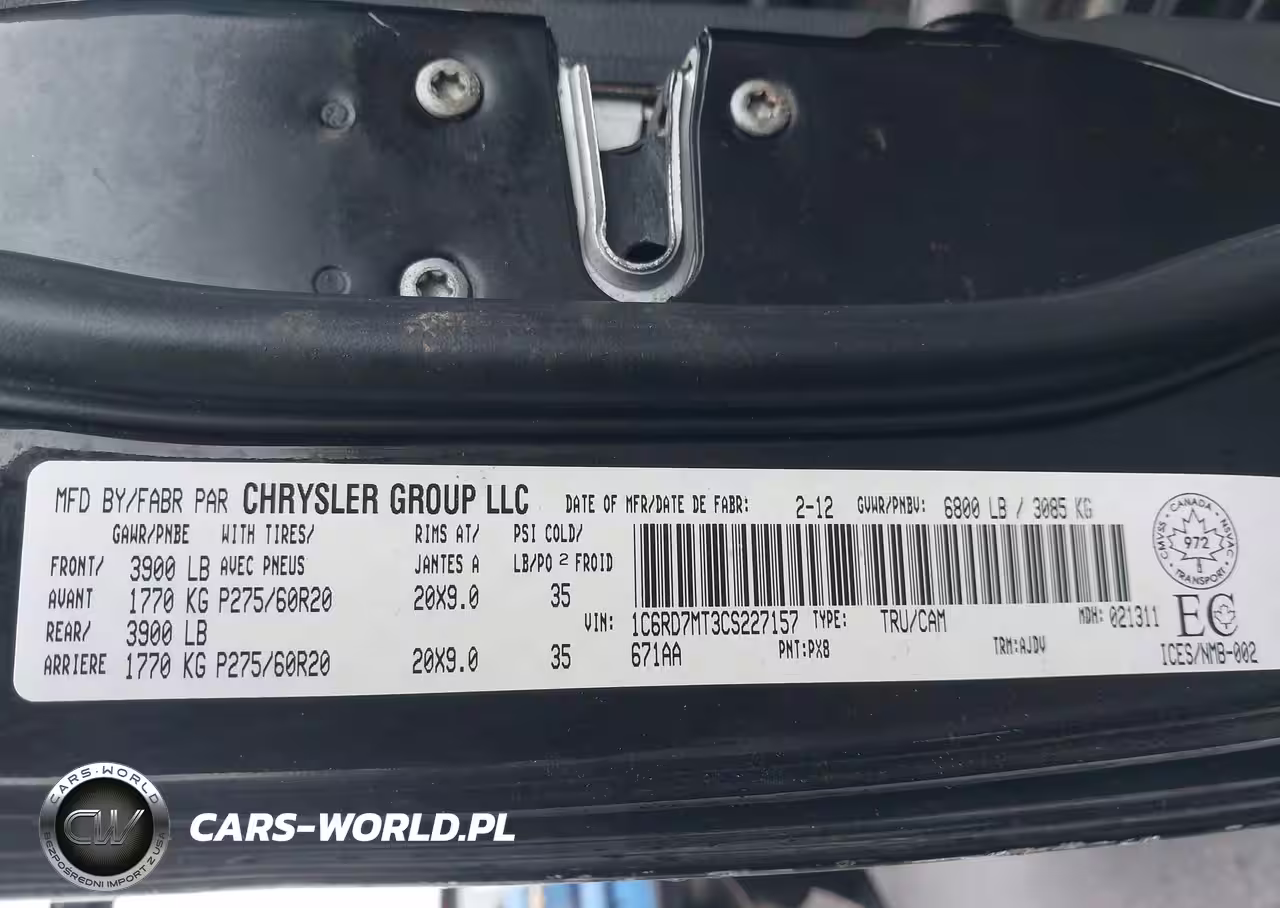 MFD BY/FABR PAR CHRYSLER GROUP LLC DATE OF MFR/DATE DE FABR: 2-12 GVWR/PNBV: 6800 LB / 3085 KG
GAWR/PNBE WITH TIRES/ RIMS AT/ PSI COLD/
FRONT/ 3900 LB AVEC PNEUS JANTES A LB/PO 2 FROID
AVANT 1770 KG P275/60R20 20X9.0 35
REAR/ 3900 LB
VIN: 1C6RD7MT3CS227157 TYPE: TRU/CAM MDH: 021311
ARRIERE 1770 KG P275/60R20 20X9.0 35
671AA PNT:PX8 TRM:AJDV
CANADA
CMVSS 972 NSVAC
TRANSPORT
EC
ICES/NMB-002
CARS-WORLD
CW
BEZPOŚREDNI IMPORT Z USA
CARS-WORLD.PL